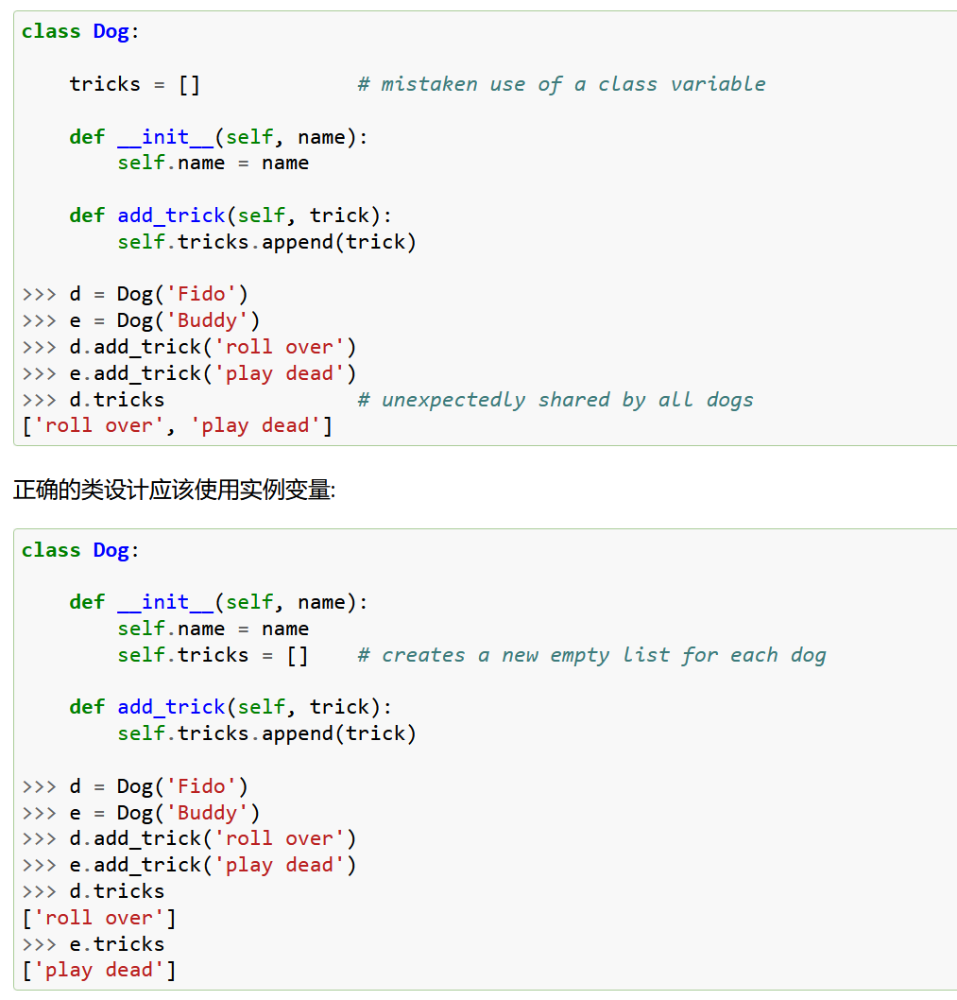 class Dog:
    tricks = []             # mistaken use of a class variable
    def __init__(self, name):
        self.name = name
    def add_trick(self, trick):
        self.tricks.append(trick)
>>> d = Dog('Fido')
>>> e = Dog('Buddy')
>>> d.add_trick('roll over')
>>> e.add_trick('play dead')
>>> d.tricks                # unexpectedly shared by all dogs
['roll over', 'play dead']
正确的类设计应该使用实例变量:
class Dog:
    def __init__(self, name):
        self.name = name
        self.tricks = []    # creates a new empty list for each dog
    def add_trick(self, trick):
        self.tricks.append(trick)
>>> d = Dog('Fido')
>>> e = Dog('Buddy')
>>> d.add_trick('roll over')
>>> e.add_trick('play dead')
>>> d.tricks
['roll over']
>>> e.tricks
['play dead']